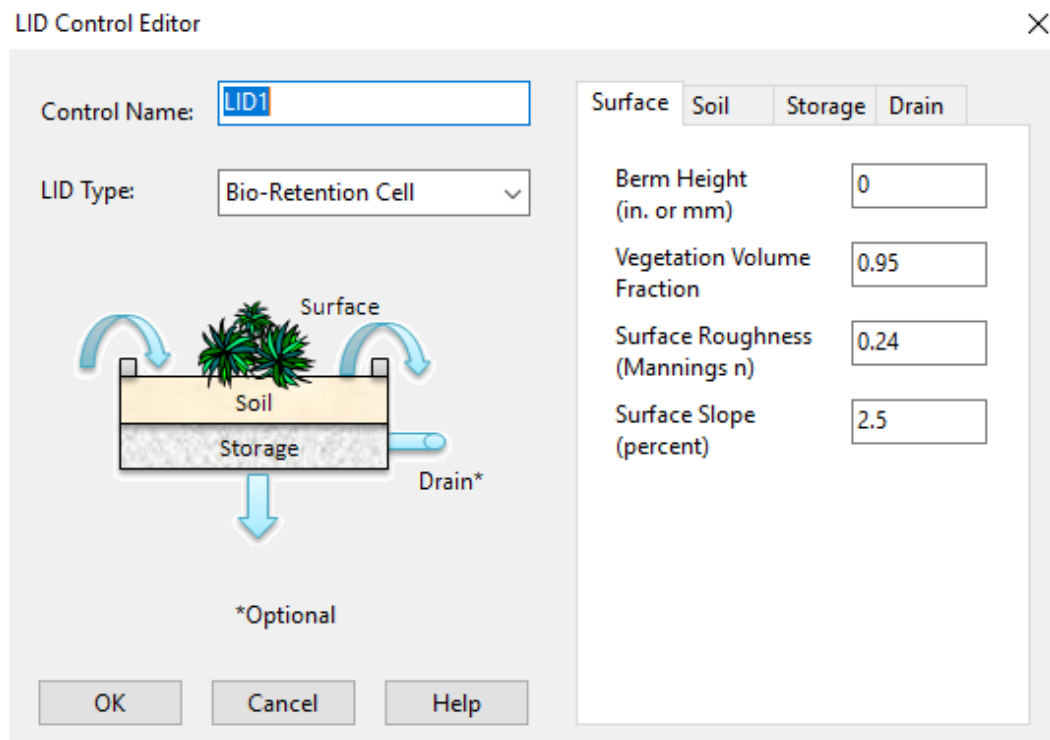 LID Control Editor
Control Name:
LID1
LID Type:
Bio-Retention Cell
Surface
Soil
Storage
Drain*
*Optional
OK
Cancel
Help
Surface
Soil
Storage
Drain
Berm Height
(in. or mm)
0
Vegetation Volume
Fraction
0.95
Surface Roughness
(Mannings n)
0.24
Surface Slope
(percent)
2.5